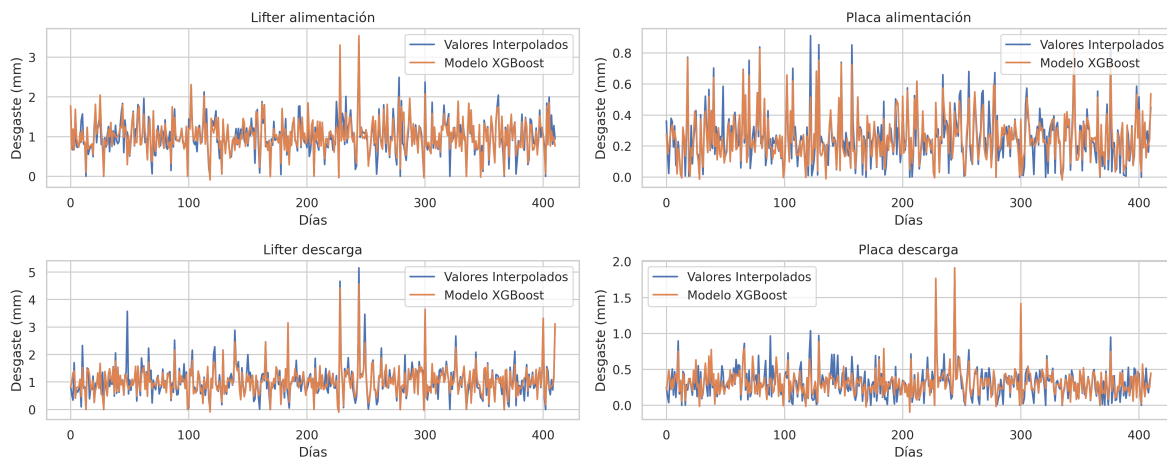 Lifter alimentación
Desgaste (mm)
3
2
1
0
Valores Interpolados
Modelo XGBoost
0 100 200 300 400
Días
Placa alimentación
Desgaste (mm)
0.8
0.6
0.4
0.2
0.0
Valores Interpolados
Modelo XGBoost
0 100 200 300 400
Días
Lifter descarga
Desgaste (mm)
5
4
3
2
1
0
Valores Interpolados
Modelo XGBoost
0 100 200 300 400
Días
Placa descarga
Desgaste (mm)
2.0
1.5
1.0
0.5
0.0
Valores Interpolados
Modelo XGBoost
0 100 200 300 400
Días